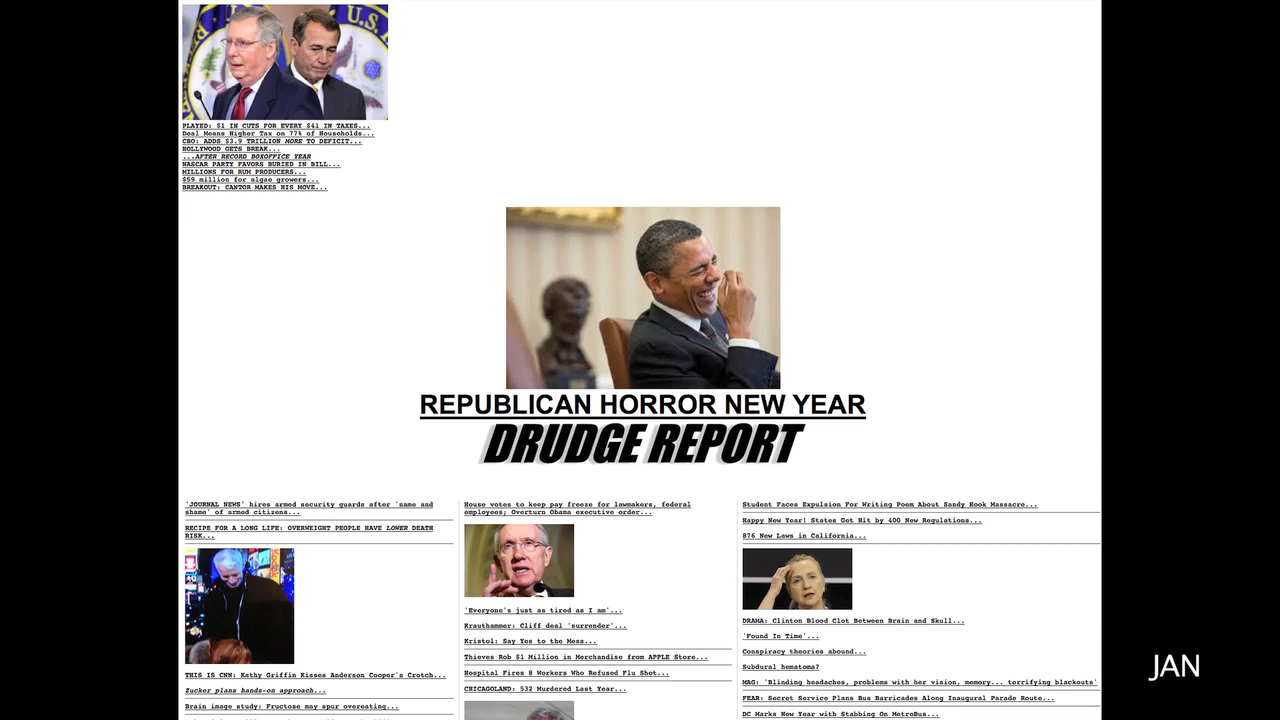 U.S.
PLAYED: $1 IN CUTS FOR EVERY $41 IN TAXES...
Deal Means Higher Tax on 77% of Households...
CBO: ADDS $3.9 TRILLION MORE TO DEFICIT...
HOLLYWOOD GETS BREAK...
...AFTER RECORD BOXOFFICE YEAR
NASCAR PARTY FAVORS BURIED IN BILL...
MILLIONS FOR RUM PRODUCERS...
$59 million for algae growers...
BREAKOUT: CANTOR MAKES HIS MOVE...
REPUBLICAN HORROR NEW YEAR
DRUDGE REPORT
'JOURNAL NEWS' hires armed security guards after 'name and
shame' of armed citizens...
RECIPE FOR A LONG LIFE: OVERWEIGHT PEOPLE HAVE LOWER DEATH
RISK...
THIS IS CNN: Kathy Griffin Kisses Anderson Cooper's Crotch...
Zucker plans hands-on approach...
Brain image study: Fructose may spur overeating...
House votes to keep pay freeze for lawmakers, federal
employees; Overturn Obama executive order...
'Everyone's just as tired as I am'...
Krauthammer: Cliff deal 'surrender'...
Kristol: Say Yes to the Mess...
Thieves Rob $1 Million in Merchandise from APPLE Store...
Hospital Fires 8 Workers Who Refused Flu Shot...
CHICAGOLAND: 532 Murdered Last Year...
Student Faces Expulsion For Writing Poem About Sandy Hook Massacre...
Happy New Year! States Got Hit by 400 New Regulations...
876 New Laws in California...
DRAMA: Clinton Blood Clot Between Brain and Skull...
'Found In Time'...
Conspiracy theories abound...
Subdural hematoma?
MAG: 'Blinding headaches, problems with her vision, memory... terrifying blackouts'
FEAR: Secret Service Plans Bus Barricades Along Inaugural Parade Route...
DC Marks New Year with Stabbing On MetroBus...
JAN